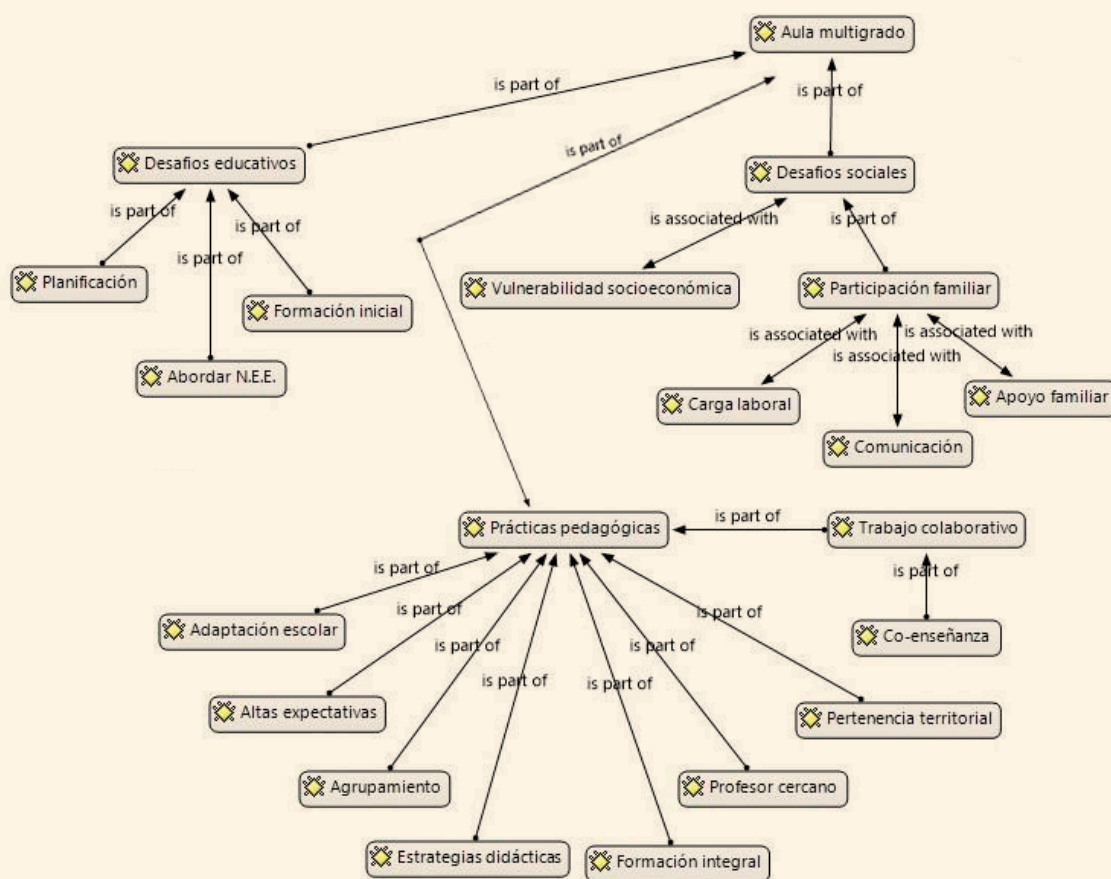 Aula multigrado
is part of
is part of
is part of
Desafios educativos
Desafios sociales
is part of
is part of
is part of
is associated with
is part of
Planificación
Formación inicial
Vulnerabilidad socioeconómica
Participación familiar
Abordar N.E.E.
is associated with
is associated with
is associated with
Carga laboral
Apoyo familiar
Comunicación
Prácticas pedagógicas
is part of
Trabajo colaborativo
is part of
is part of
is part of
is part of
is part of
is part of
is part of
is part of
Adaptación escolar
Co-enseñanza
Altas expectativas
Pertenencia territorial
Agrupamiento
Profesor cercano
Estrategias didácticas
Formación integral